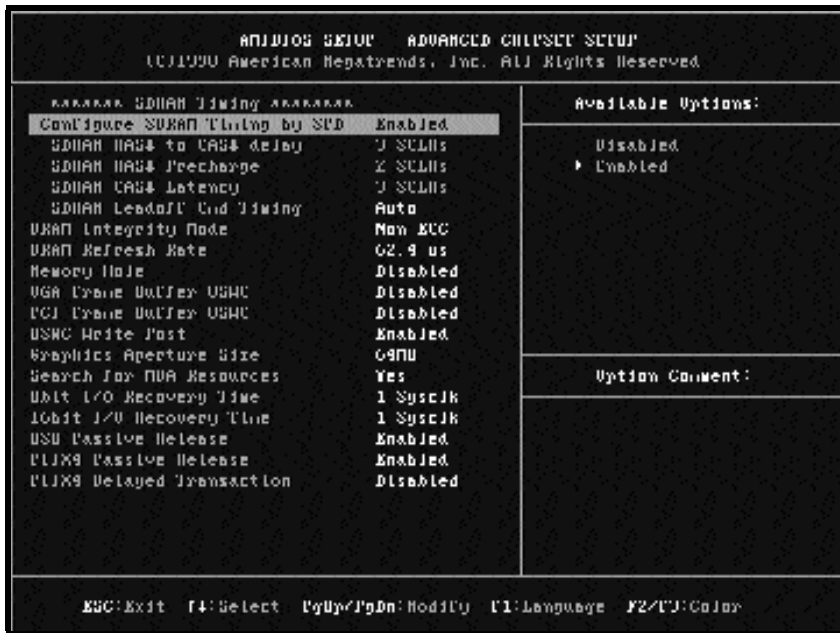 AMIBIOS SETUP - ADVANCED CHIPSET SETUP
(C)1998 American Megatrends, Inc. All Rights Reserved
******* SDRAM Timing *******
Configure SDRAM Timing by SPD Enabled
SDRAM RAS# to CAS# delay 3 SCLKs
SDRAM RAS# Precharge 2 SCLKs
SDRAM CAS# Latency 3 SCLKs
SDRAM Leadoff Cmd Timing Auto
DRAM Integrity Mode Non ECC
DRAM Refresh Rate 62.4 us
Memory Hole Disabled
VGA Frame Buffer USWC Disabled
PCI Frame Buffer USWC Disabled
USWC Write Post Enabled
Graphics Aperture Size 64MB
Search for MDA Resources Yes
8bit I/O Recovery Time 1 Sysclk
16bit I/O Recovery Time 1 Sysclk
USB Passive Release Enabled
PIIX4 Passive Release Enabled
PIIX4 Delayed Transaction Disabled
Available Options:
Disabled
▸ Enabled
Option Comment:
ESC:Exit ↑↓:Select PgUp/PgDn:Modify F1:Language F2/F3:Color